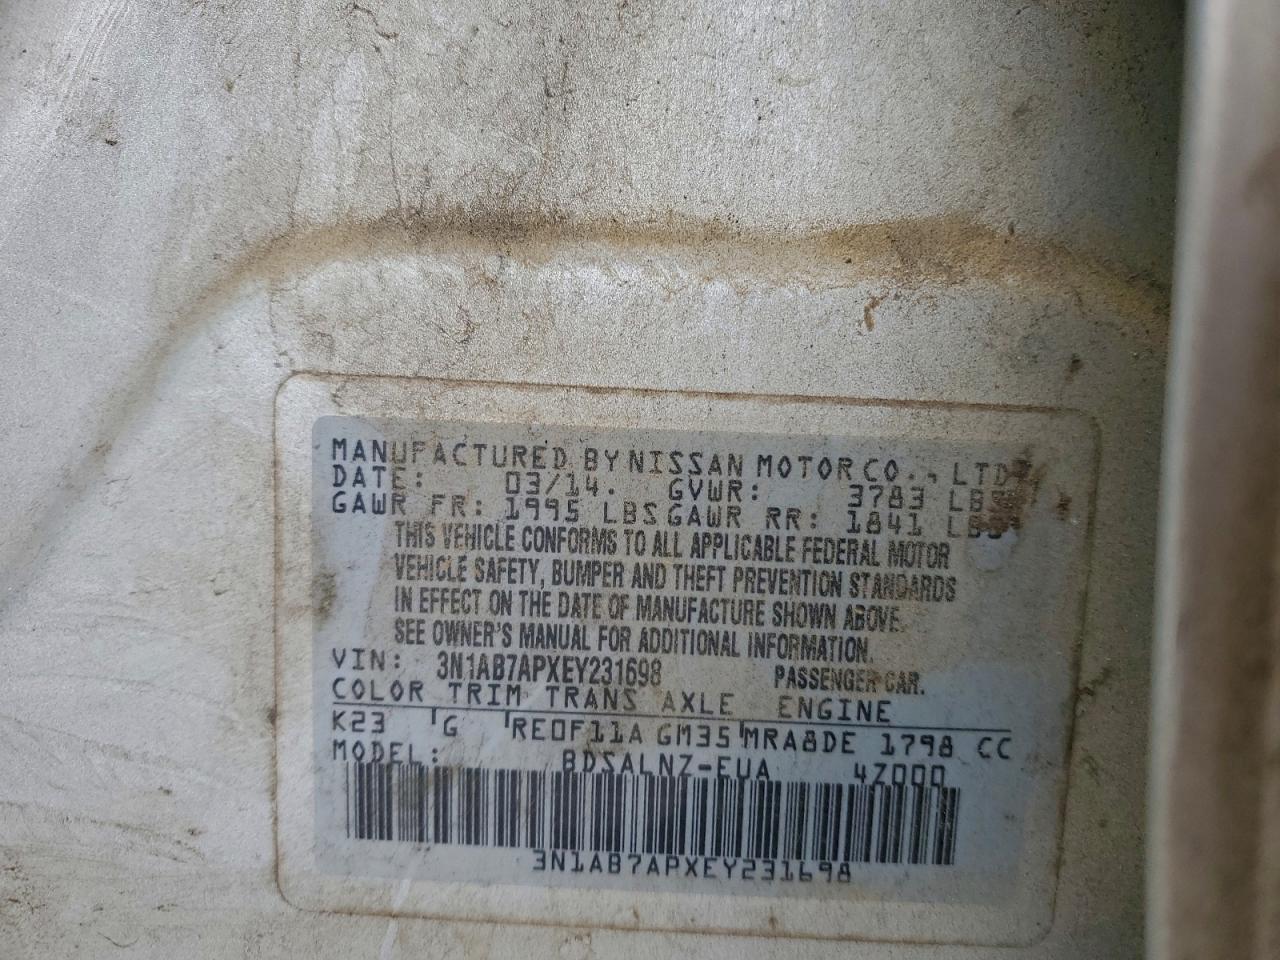 MANUFACTURED BY NISSAN MOTOR CO., LTD.
DATE: 03/14. GVWR: 3783 LBS
GAWR FR: 1995 LBS GAWR RR: 1841 LBS
THIS VEHICLE CONFORMS TO ALL APPLICABLE FEDERAL MOTOR
VEHICLE SAFETY, BUMPER AND THEFT PREVENTION STANDARDS
IN EFFECT ON THE DATE OF MANUFACTURE SHOWN ABOVE.
SEE OWNER'S MANUAL FOR ADDITIONAL INFORMATION.
VIN: 3N1AB7APXEY231698 PASSENGER CAR.
COLOR TRIM TRANS AXLE ENGINE
K23 G RE0F11A GM35 MRA8DE 1798 CC
MODEL: BDSALNZ-EUA 4Z000
3N1AB7APXEY231698